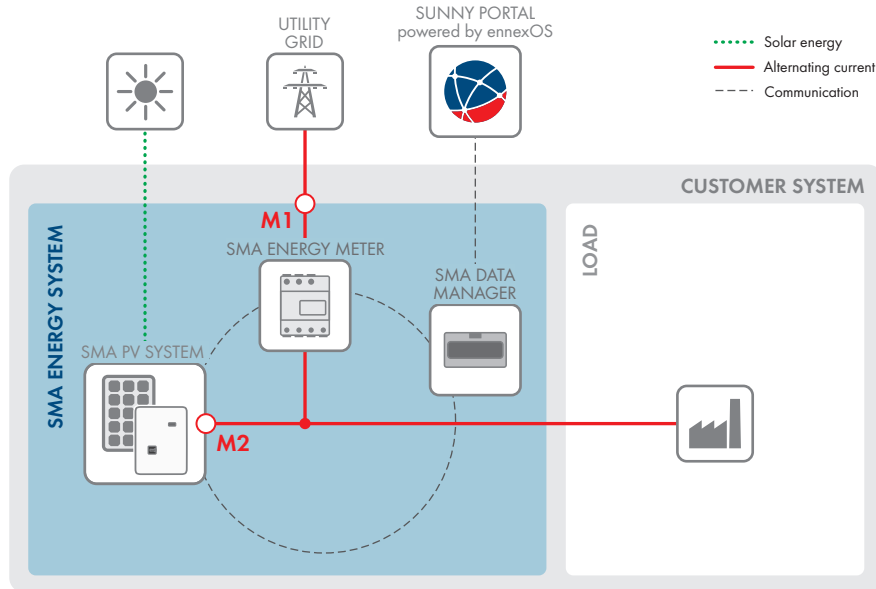 UTILITY
GRID
SUNNY PORTAL
powered by ennexOS
Solar energy
Alternating current
Communication
CUSTOMER SYSTEM
SMA ENERGY SYSTEM
M1
SMA ENERGY METER
SMA DATA
MANAGER
LOAD
SMA PV SYSTEM
M2